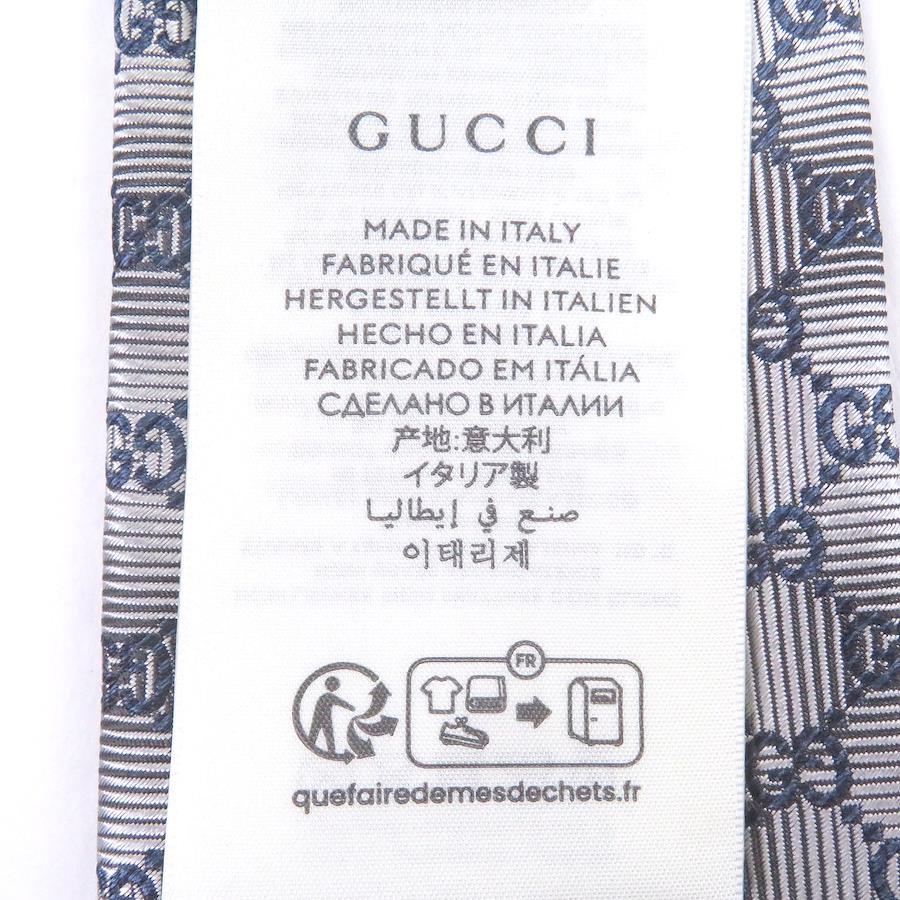 GUCCI
MADE IN ITALY
FABRIQUÉ EN ITALIE
HERGESTELLT IN ITALIEN
HECHO EN ITALIA
FABRICADO EM ITÁLIA
СДЕЛАНО В ИТАЛИИ
产地:意大利
イタリア製
صنع في إيطاليا
이태리제
FR
quefairedemesdechets.fr